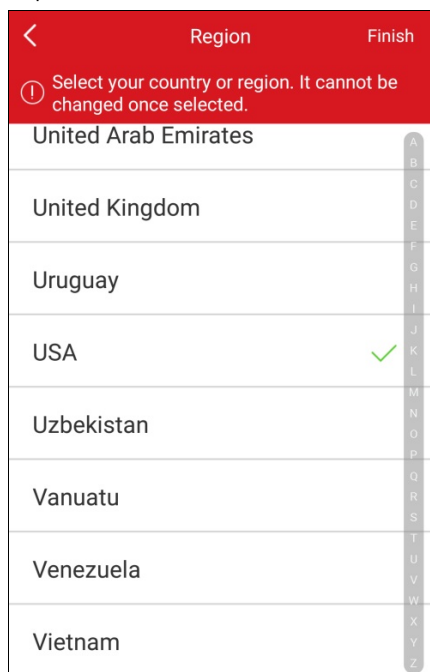 Region
Finish
Select your country or region. It cannot be
changed once selected.
United Arab Emirates
United Kingdom
Uruguay
USA
Uzbekistan
Vanuatu
Venezuela
Vietnam
A
B
C
D
E
F
G
H
I
J
K
L
M
N
O
P
Q
R
S
T
U
V
W
X
Y
Z